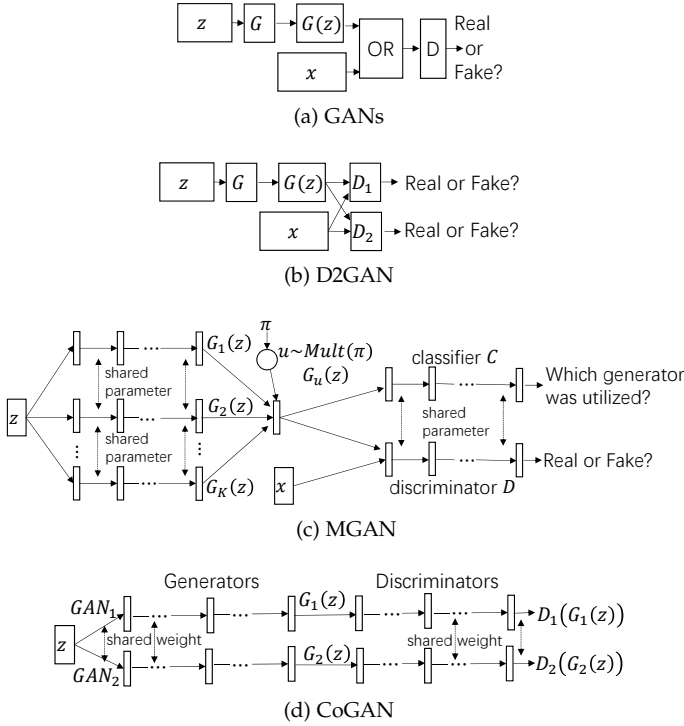 z G G(z) OR D Real
or
x Fake?
(a) GANs
z G G(z) D₁ Real or Fake?
x D₂ Real or Fake?
(b) D2GAN
π
G₁(z) u~Mult(π) classifier C
shared
parameter
G_u(z)
Which generator
was utilized?
z ... G₂(z)
shared
parameter
shared
parameter
G_K(z) x discriminator D Real or Fake?
(c) MGAN
Generators Discriminators
GAN₁ G₁(z) D₁(G₁(z))
z shared weight shared weight
GAN₂ G₂(z) D₂(G₂(z))
(d) CoGAN